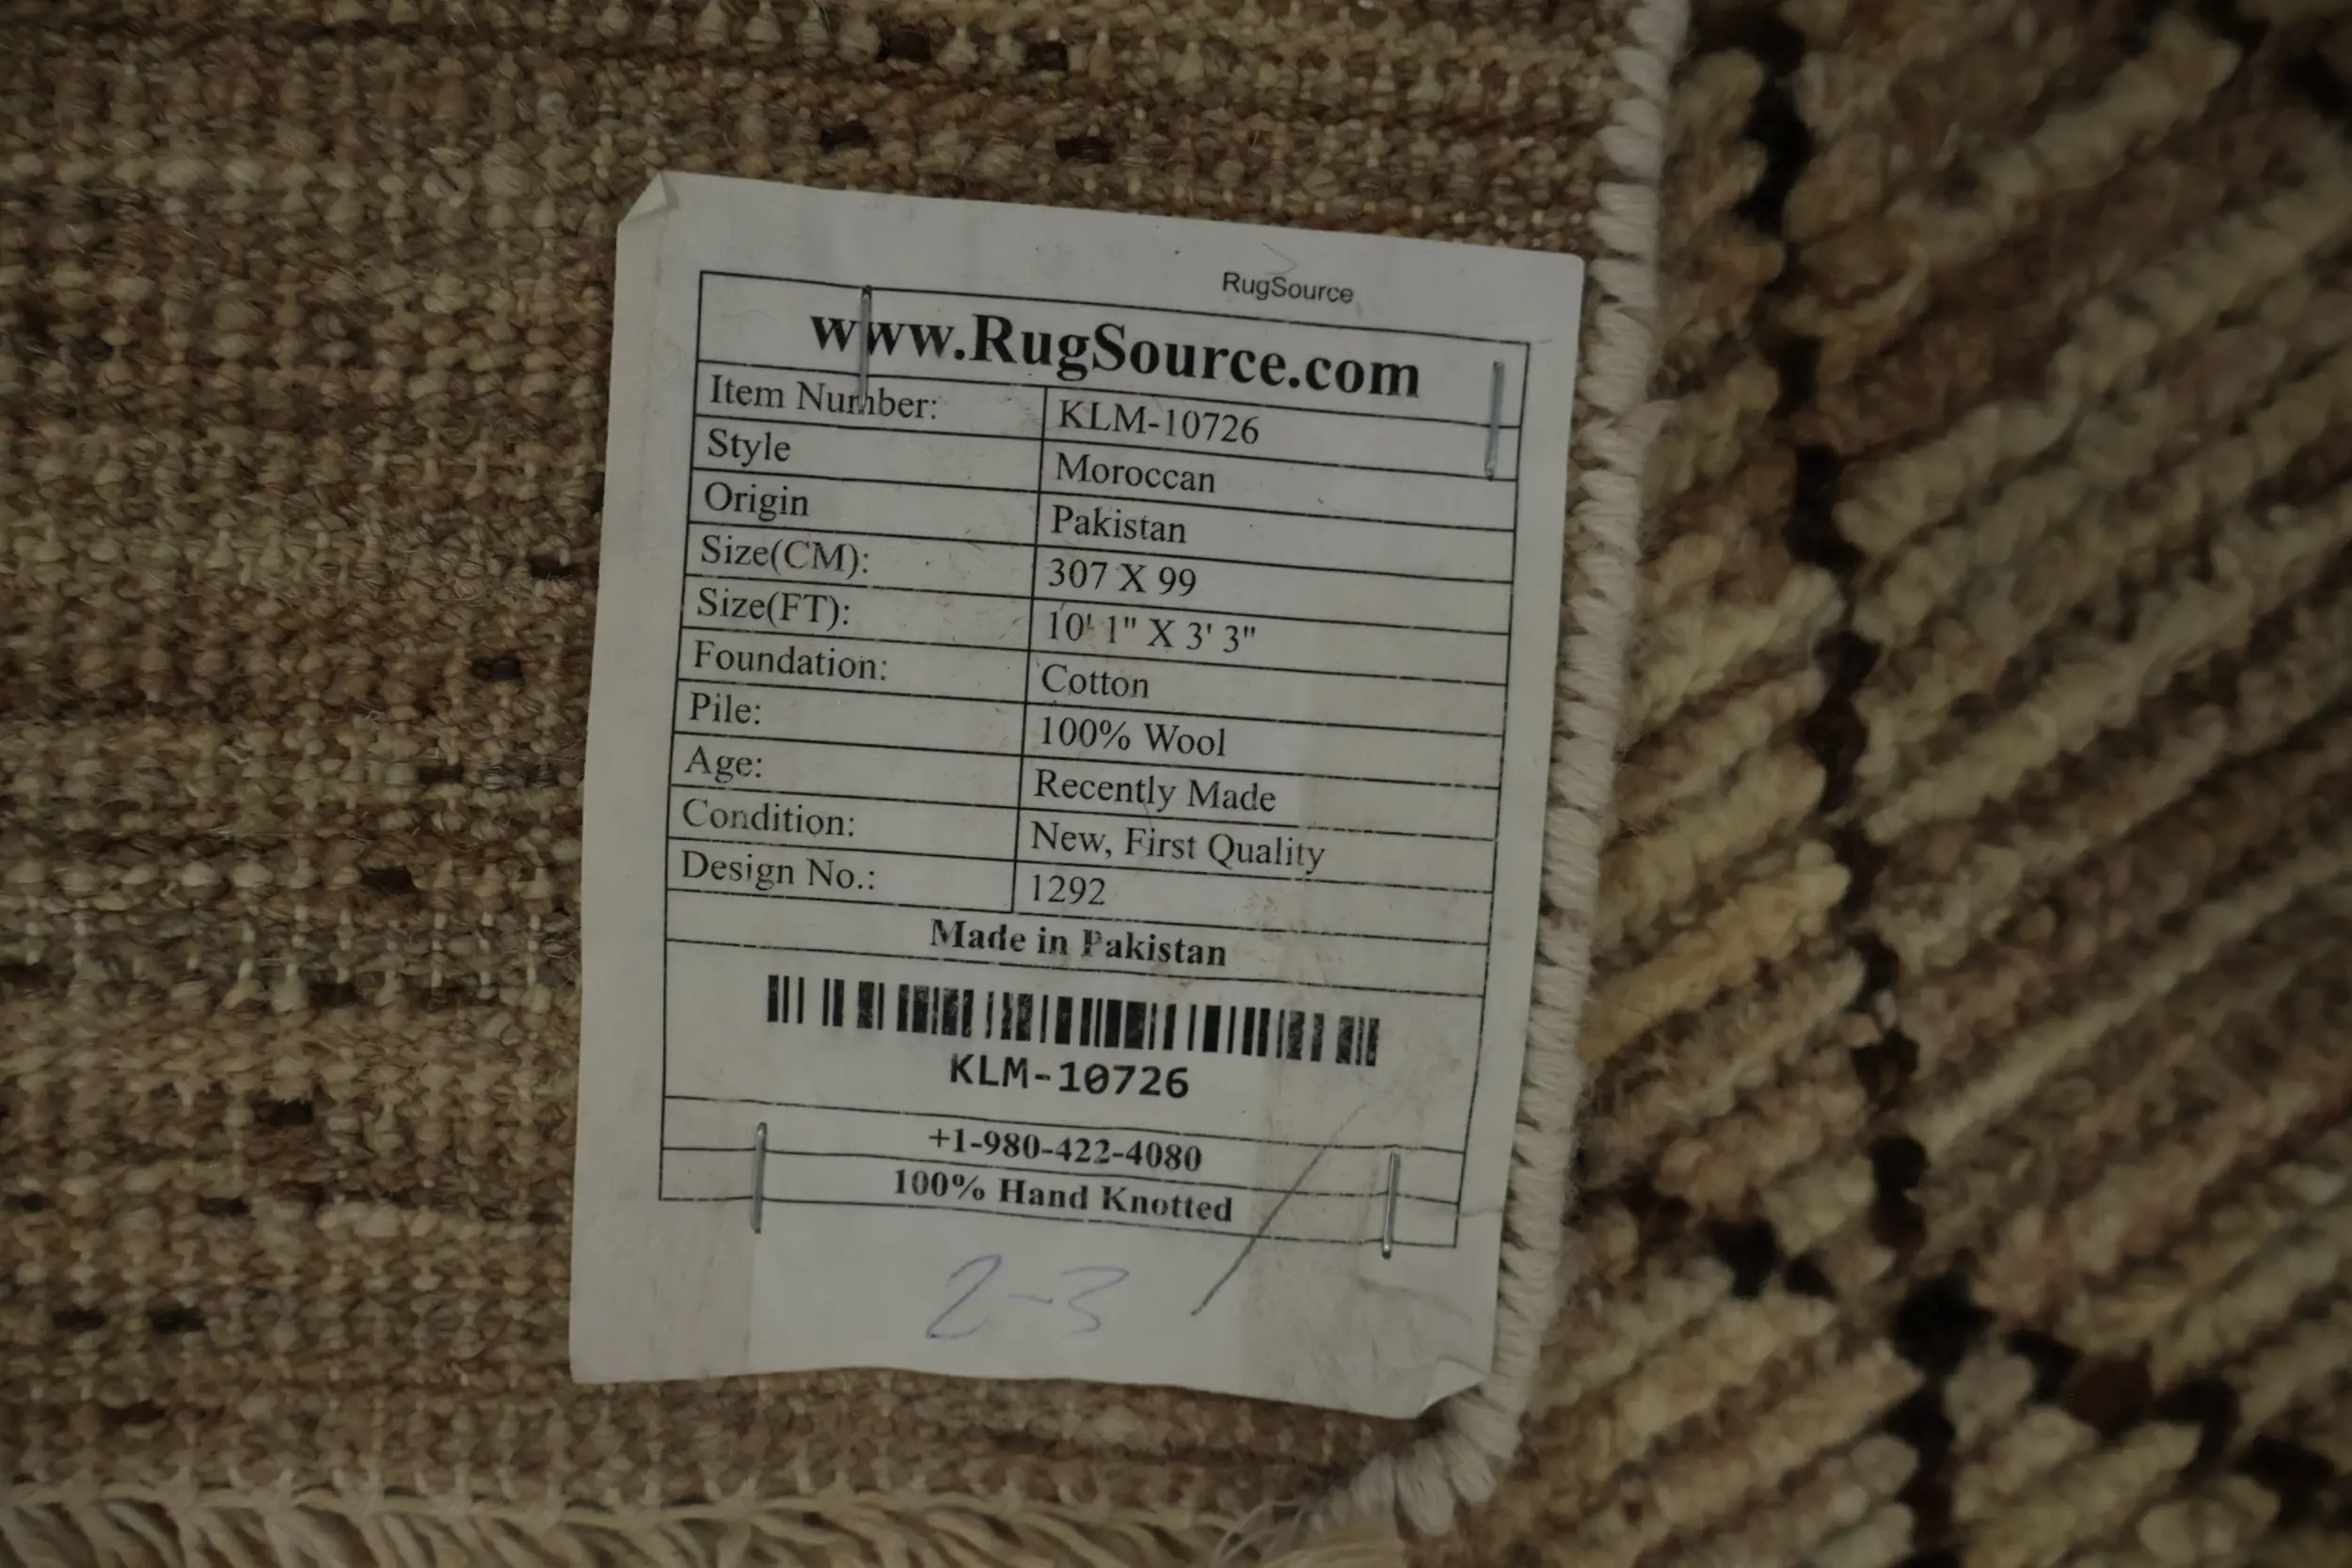 RugSource
www.RugSource.com
Item Number: KLM-10726
Style Moroccan
Origin Pakistan
Size(CM): 307 X 99
Size(FT): 10' 1" X 3' 3"
Foundation: Cotton
Pile: 100% Wool
Age: Recently Made
Condition: New, First Quality
Design No.: 1292
Made in Pakistan
KLM-10726
+1-980-422-4080
100% Hand Knotted
2-3